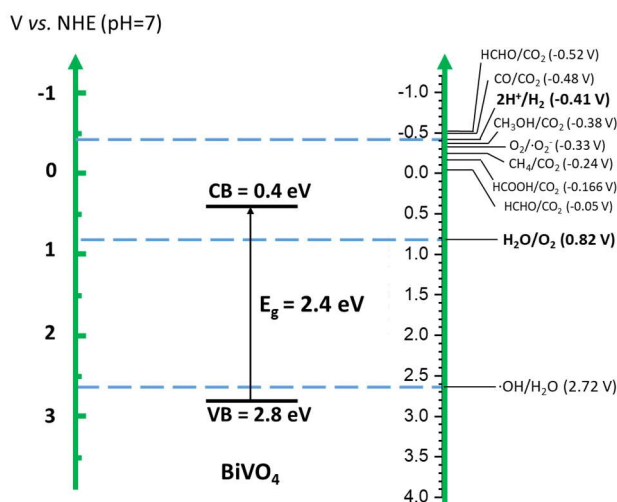 V vs. NHE (pH=7)
-1
0
1
2
3
CB = 0.4 eV
E₉ = 2.4 eV
VB = 2.8 eV
BiVO₄
-1.0
-0.5
0.0
0.5
1.0
1.5
2.0
2.5
3.0
3.5
4.0
HCHO/CO₂ (-0.52 V)
CO/CO₂ (-0.48 V)
2H⁺/H₂ (-0.41 V)
CH₃OH/CO₂ (-0.38 V)
O₂/·O₂⁻ (-0.33 V)
CH₄/CO₂ (-0.24 V)
HCOOH/CO₂ (-0.166 V)
HCHO/CO₂ (-0.05 V)
H₂O/O₂ (0.82 V)
·OH/H₂O (2.72 V)